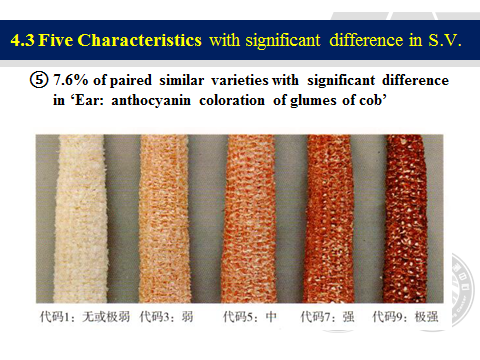 4.3 Five Characteristics with significant difference in S.V.
⑤ 7.6% of paired similar varieties with significant difference
in ‘Ear: anthocyanin coloration of glumes of cob’
代码1：无或极弱 代码3：弱 代码5：中 代码7：强 代码9：极强